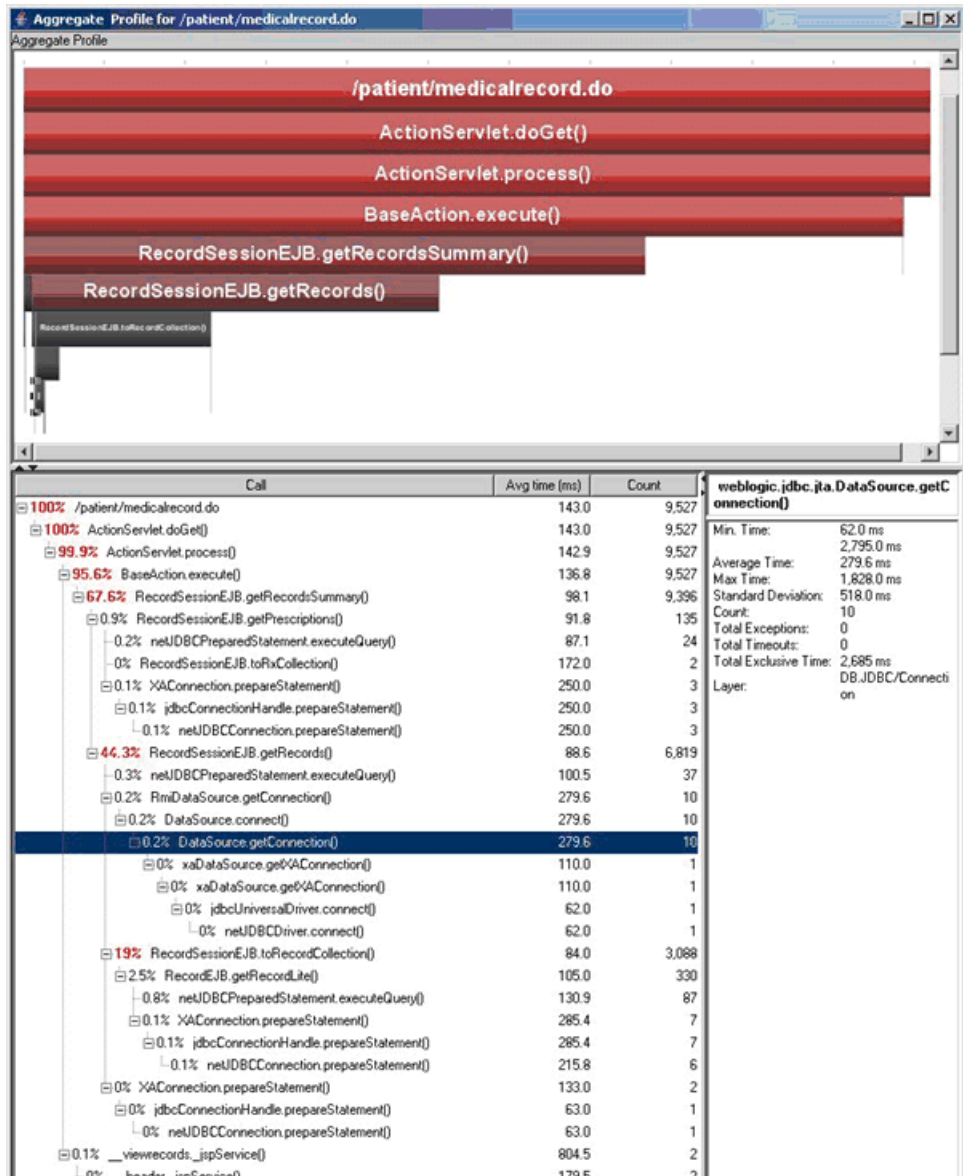 Aggregate Profile for /patient/medicalrecord.do
Aggregate Profile
/patient/medicalrecord.do
ActionServlet.doGet()
ActionServlet.process()
BaseAction.execute()
RecordSessionEJB.getRecordsSummary()
RecordSessionEJB.getRecords()
RecordSessionEJB.toRecordCollection()
Call Avg time (ms) Count
100% /patient/medicalrecord.do 143.0 9,527
100% ActionServlet.doGet() 143.0 9,527
99.9% ActionServlet.process() 142.9 9,527
95.6% BaseAction.execute() 136.8 9,527
67.6% RecordSessionEJB.getRecordsSummary() 98.1 9,396
0.9% RecordSessionEJB.getPrescriptions() 91.8 135
0.2% netJDBCPreparedStatement.executeQuery() 87.1 24
0% RecordSessionEJB.toRxCollection() 172.0 2
0.1% XAConnection.prepareStatement() 250.0 3
0.1% jdbcConnectionHandle.prepareStatement() 250.0 3
0.1% netJDBCConnection.prepareStatement() 250.0 3
44.3% RecordSessionEJB.getRecords() 88.6 6,819
0.3% netJDBCPreparedStatement.executeQuery() 100.5 37
0.2% RmiDataSource.getConnection() 279.6 10
0.2% DataSource.connect() 279.6 10
0.2% DataSource.getConnection() 279.6 10
0% xaDataSource.getXAConnection() 110.0 1
0% xaDataSource.getXAConnection() 110.0 1
0% jdbcUniversalDriver.connect() 62.0 1
0% netJDBCDriver.connect() 62.0 1
19% RecordSessionEJB.toRecordCollection() 84.0 3,088
2.5% RecordEJB.getRecordLite() 105.0 330
0.8% netJDBCPreparedStatement.executeQuery() 130.9 87
0.1% XAConnection.prepareStatement() 285.4 7
0.1% jdbcConnectionHandle.prepareStatement() 285.4 7
0.1% netJDBCConnection.prepareStatement() 215.8 6
0% XAConnection.prepareStatement() 133.0 2
0% jdbcConnectionHandle.prepareStatement() 63.0 1
0% netJDBCConnection.prepareStatement() 63.0 1
0.1% __viewrecords._jspService() 804.5 2
0% __header._jspService() 179.5 2
weblogic.jdbc.jta.DataSource.getC
onnection()
Min. Time: 62.0 ms
2,795.0 ms
Average Time: 279.6 ms
Max Time: 1,828.0 ms
Standard Deviation: 518.0 ms
Count: 10
Total Exceptions: 0
Total Timeouts: 0
Total Exclusive Time: 2,685 ms
Layer: DB.JDBC/Connecti
on